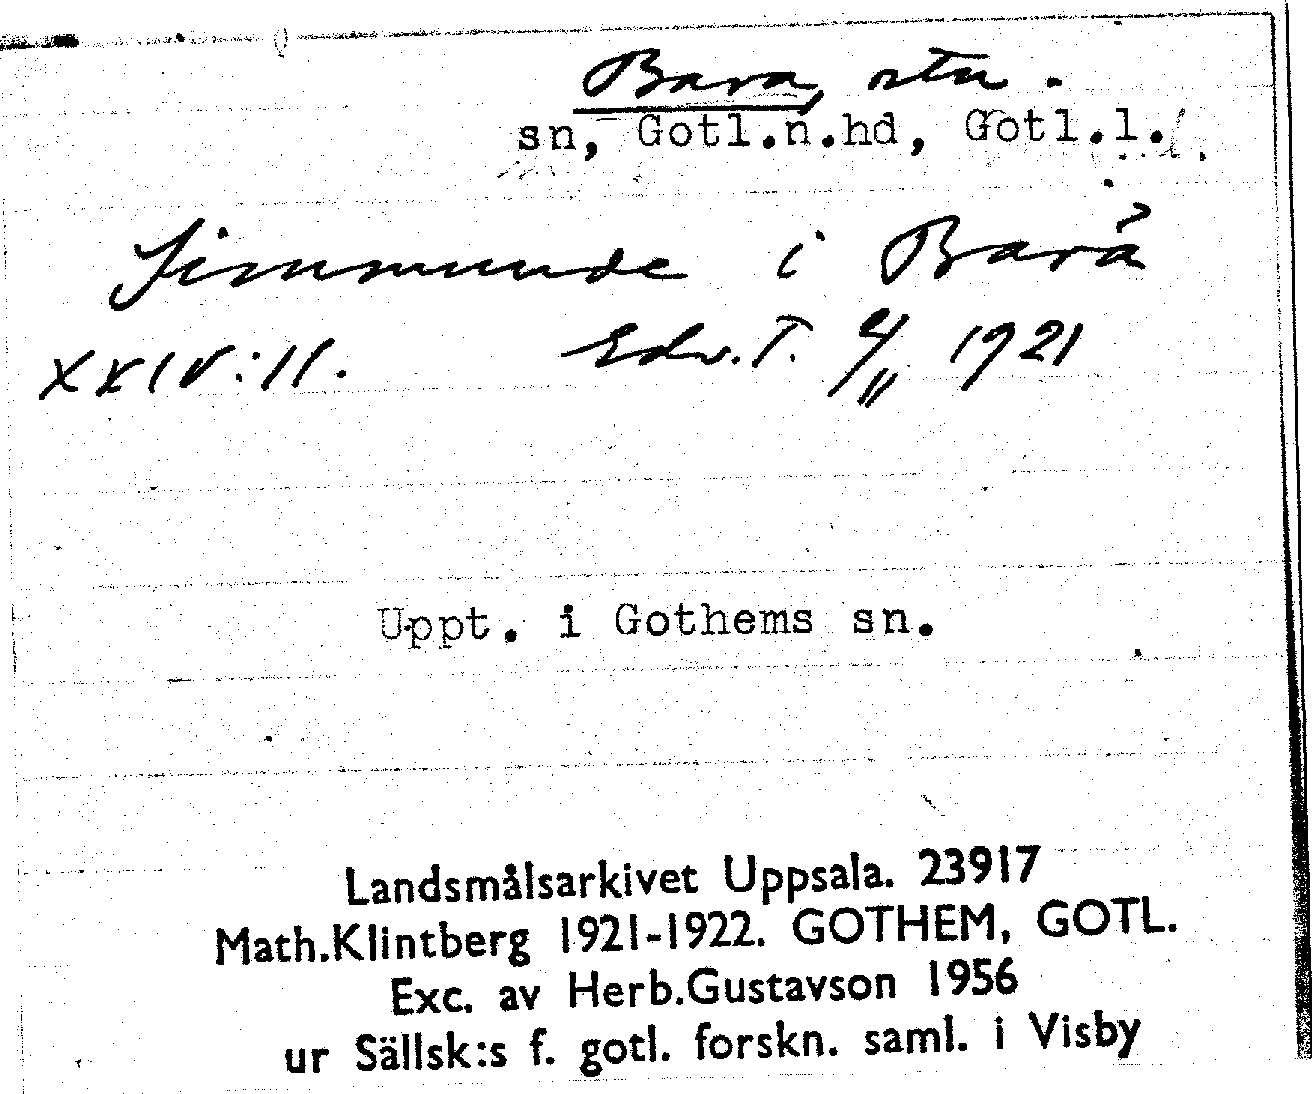 Bara, stn.
sn, Gotl.n.hd, Gotl.l.
Simmunde i Barå
XXIV:11. Edv.T. 4/11 1921
Uppt. i Gothems sn.
Landsmålsarkivet Uppsala. 23917
Math.Klintberg 1921-1922. GOTHEM, GOTL.
Exc. av Herb.Gustavson 1956
ur Sällsk:s f. gotl. forskn. saml. i Visby